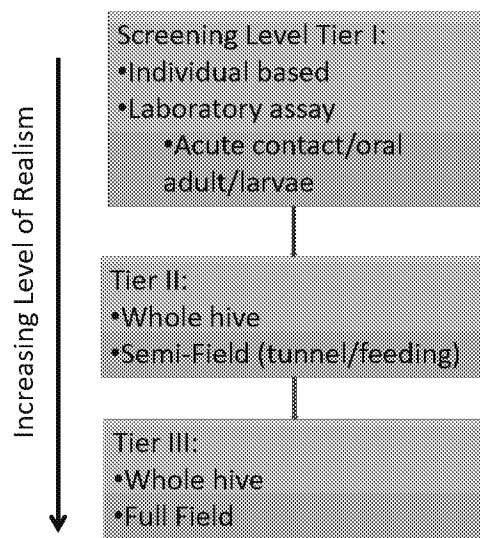 Screening Level Tier I:
•Individual based
•Laboratory assay
•Acute contact/oral
adult/larvae
Increasing Level of Realism
Tier II:
•Whole hive
•Semi-Field (tunnel/feeding)
Tier III:
•Whole hive
•Full Field